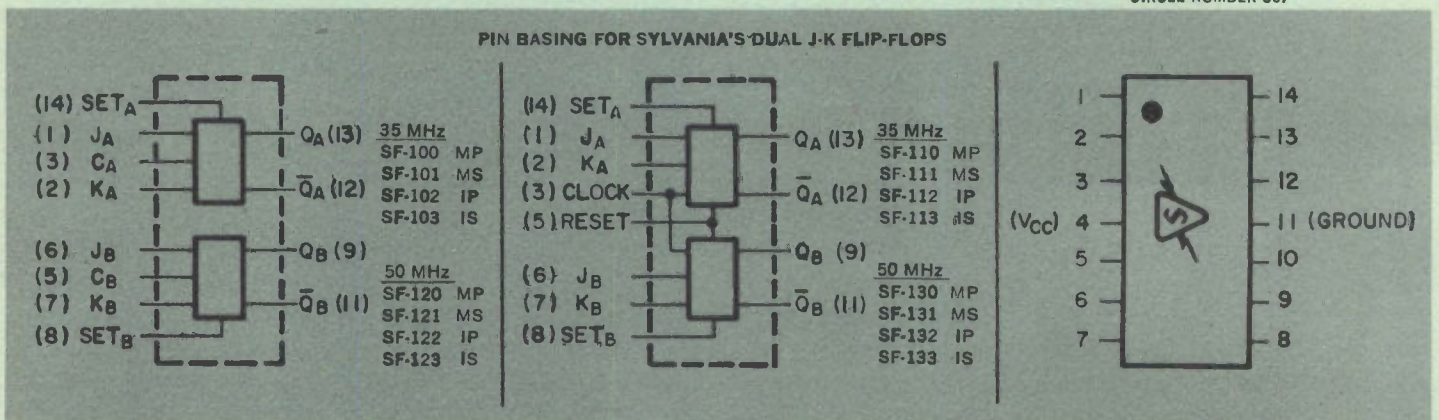 PIN BASING FOR SYLVANIA'S DUAL J-K FLIP-FLOPS
(14) SETA
(1) JA
(3) CA
(2) KA
QA (13)
Q̅A (12)
35 MHz
SF-100 MP
SF-101 MS
SF-102 IP
SF-103 IS
(6) JB
(5) CB
(7) KB
(8) SETB
QB (9)
Q̅B (11)
50 MHz
SF-120 MP
SF-121 MS
SF-122 IP
SF-123 IS
(14) SETA
(1) JA
(2) KA
(3) CLOCK
(5) RESET
QA (13)
Q̅A (12)
35 MHz
SF-110 MP
SF-111 MS
SF-112 IP
SF-113 IS
(6) JB
(7) KB
(8) SETB
QB (9)
Q̅B (11)
50 MHz
SF-130 MP
SF-131 MS
SF-132 IP
SF-133 IS
1 14
2 13
3 12
(VCC) 4 11 (GROUND)
5 10
6 9
7 8
S